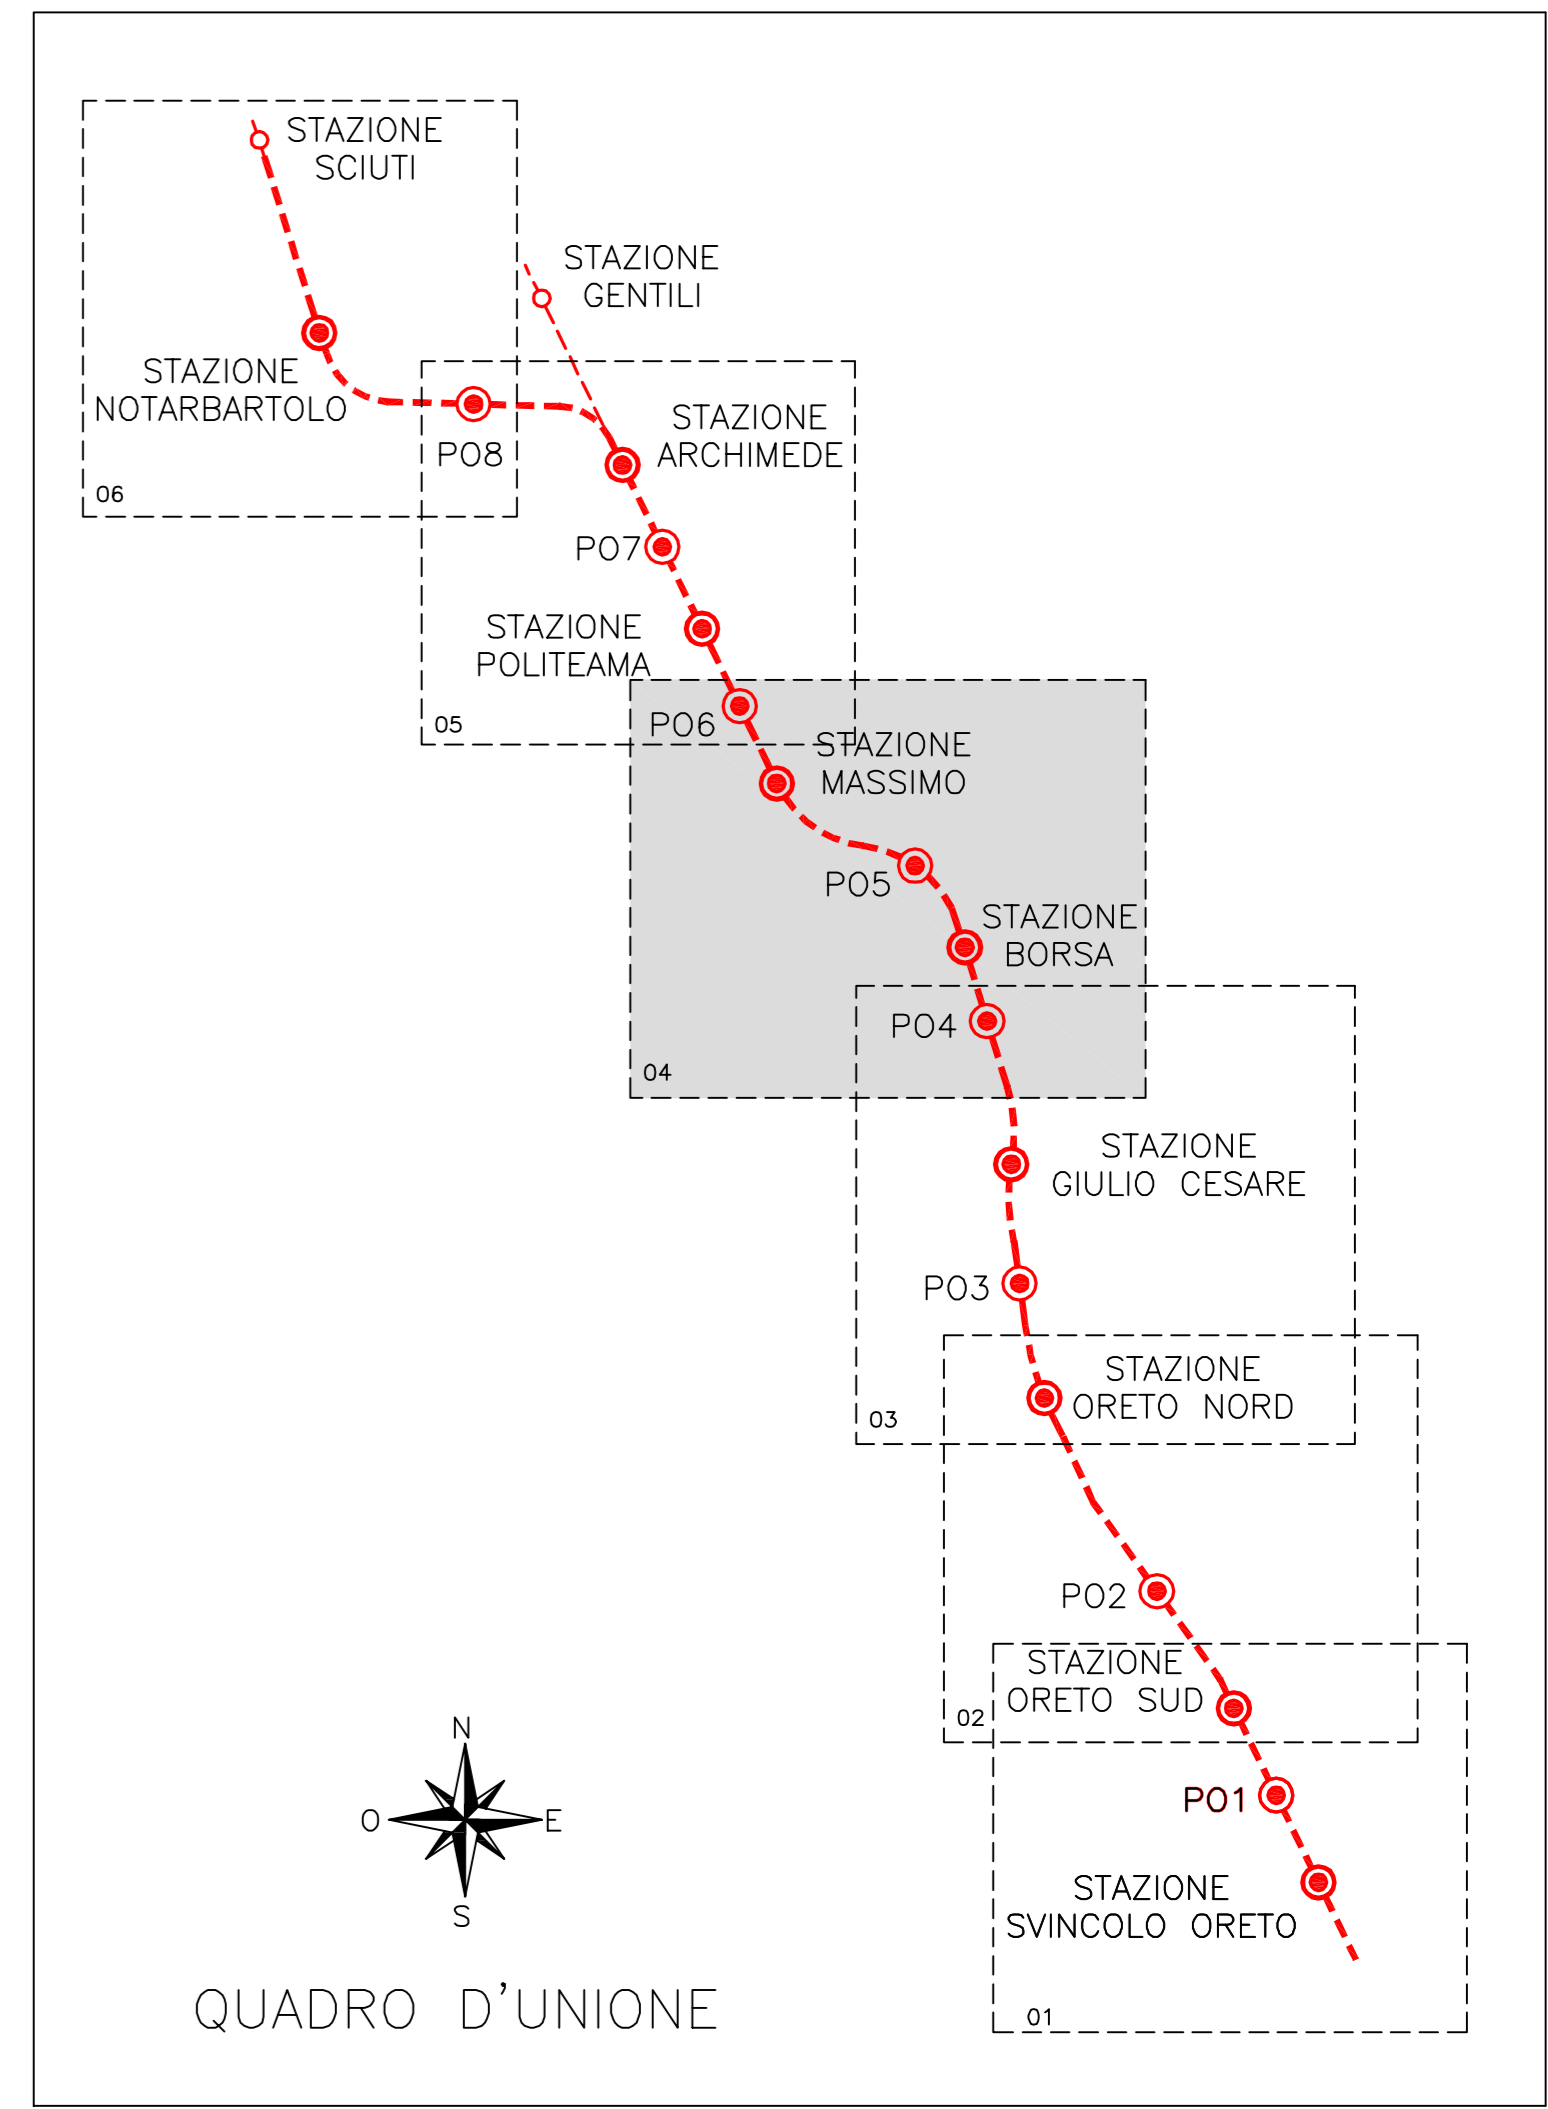 STAZIONE
SCIUTI
STAZIONE
GENTILI
STAZIONE
NOTARBARTOLO
STAZIONE
ARCHIMEDE
PO8
06
PO7
STAZIONE
POLITEAMA
PO6
05
STAZIONE
MASSIMO
PO5
STAZIONE
BORSA
PO4
04
STAZIONE
GIULIO CESARE
PO3
STAZIONE
ORETO NORD
03
PO2
STAZIONE
ORETO SUD
02
PO1
STAZIONE
SVINCOLO ORETO
01
N
O
E
S
QUADRO D'UNIONE